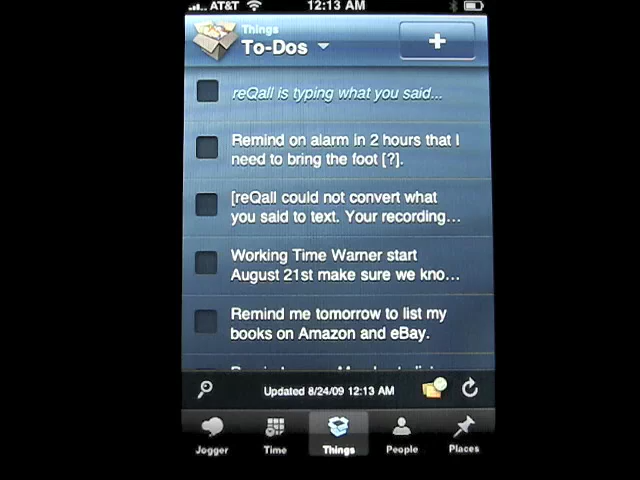 AT&T 12:13 AM
Things
To-Dos
reQall is typing what you said...
Remind on alarm in 2 hours that I
need to bring the foot [?].
[reQall could not convert what
you said to text. Your recording...
Working Time Warner start
August 21st make sure we kno...
Remind me tomorrow to list my
books on Amazon and eBay.
Updated 8/24/09 12:13 AM
Jogger Time Things People Places